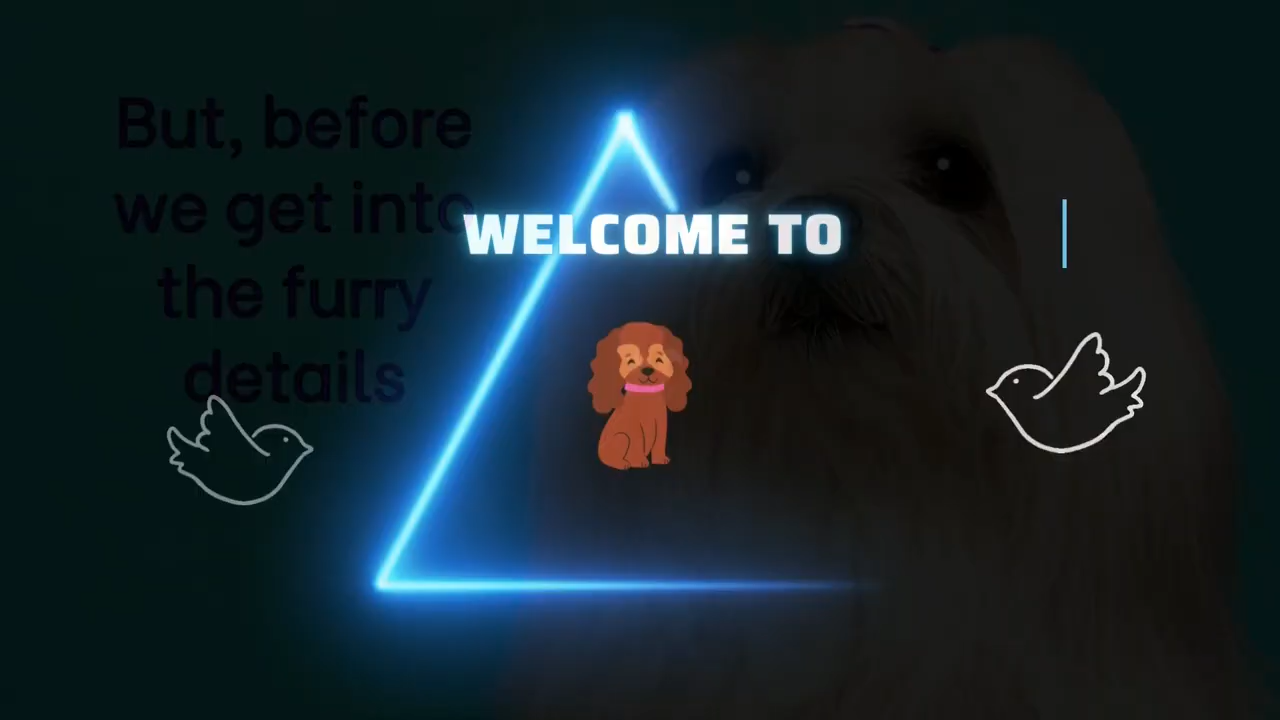 But, before
we get into
the furry
details
WELCOME TO